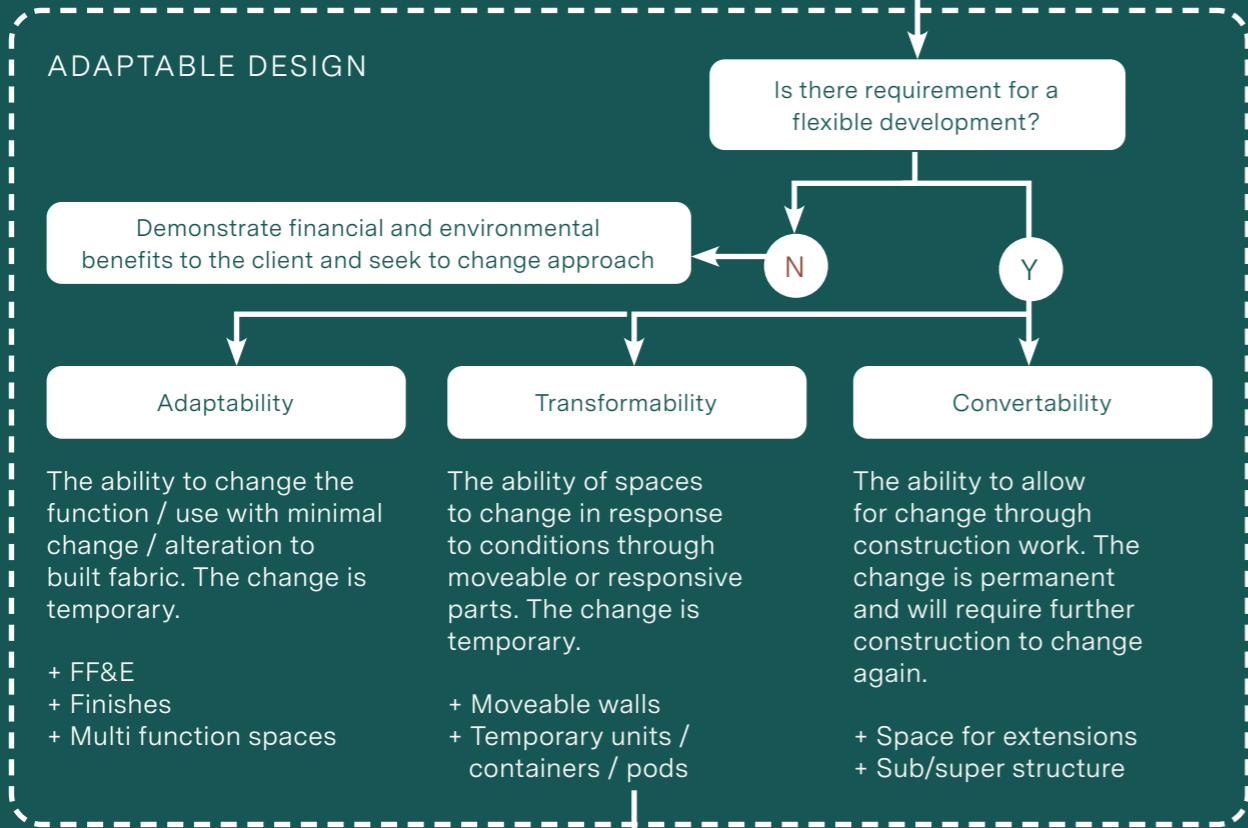 ADAPTABLE DESIGN
Is there requirement for a
flexible development?
Demonstrate financial and environmental
benefits to the client and seek to change approach
N
Y
Adaptability
The ability to change the
function / use with minimal
change / alteration to
built fabric. The change is
temporary.
+ FF&E
+ Finishes
+ Multi function spaces
Transformability
The ability of spaces
to change in response
to conditions through
moveable or responsive
parts. The change is
temporary.
+ Moveable walls
+ Temporary units /
containers / pods
Convertability
The ability to allow
for change through
construction work. The
change is permanent
and will require further
construction to change
again.
+ Space for extensions
+ Sub/super structure